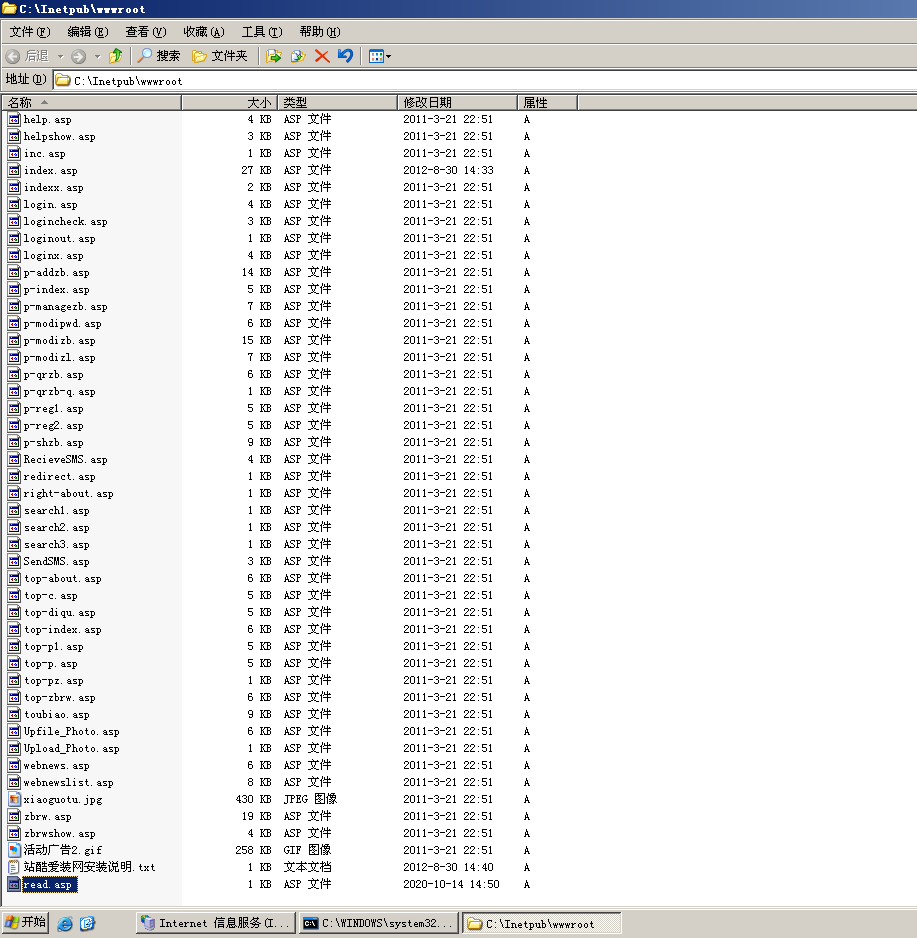 C:\Inetpub\wwwroot
文件(F) 编辑(E) 查看(V) 收藏(A) 工具(T) 帮助(H)
后退 搜索 文件夹
地址(D) C:\Inetpub\wwwroot
名称 大小 类型 修改日期 属性
help.asp 4 KB ASP 文件 2011-3-21 22:51 A
helpshow.asp 3 KB ASP 文件 2011-3-21 22:51 A
inc.asp 1 KB ASP 文件 2011-3-21 22:51 A
index.asp 27 KB ASP 文件 2012-8-30 14:33 A
indexx.asp 2 KB ASP 文件 2011-3-21 22:51 A
login.asp 4 KB ASP 文件 2011-3-21 22:51 A
logincheck.asp 3 KB ASP 文件 2011-3-21 22:51 A
loginout.asp 1 KB ASP 文件 2011-3-21 22:51 A
loginx.asp 4 KB ASP 文件 2011-3-21 22:51 A
p-addzb.asp 14 KB ASP 文件 2011-3-21 22:51 A
p-index.asp 5 KB ASP 文件 2011-3-21 22:51 A
p-managezb.asp 7 KB ASP 文件 2011-3-21 22:51 A
p-modipwd.asp 6 KB ASP 文件 2011-3-21 22:51 A
p-modizb.asp 15 KB ASP 文件 2011-3-21 22:51 A
p-modizl.asp 7 KB ASP 文件 2011-3-21 22:51 A
p-qrzb.asp 6 KB ASP 文件 2011-3-21 22:51 A
p-qrzb-q.asp 1 KB ASP 文件 2011-3-21 22:51 A
p-reg1.asp 5 KB ASP 文件 2011-3-21 22:51 A
p-reg2.asp 5 KB ASP 文件 2011-3-21 22:51 A
p-shzb.asp 9 KB ASP 文件 2011-3-21 22:51 A
RecieveSMS.asp 4 KB ASP 文件 2011-3-21 22:51 A
redirect.asp 1 KB ASP 文件 2011-3-21 22:51 A
right-about.asp 1 KB ASP 文件 2011-3-21 22:51 A
search1.asp 1 KB ASP 文件 2011-3-21 22:51 A
search2.asp 1 KB ASP 文件 2011-3-21 22:51 A
search3.asp 1 KB ASP 文件 2011-3-21 22:51 A
SendSMS.asp 3 KB ASP 文件 2011-3-21 22:51 A
top-about.asp 6 KB ASP 文件 2011-3-21 22:51 A
top-c.asp 5 KB ASP 文件 2011-3-21 22:51 A
top-diqu.asp 5 KB ASP 文件 2011-3-21 22:51 A
top-index.asp 6 KB ASP 文件 2011-3-21 22:51 A
top-p1.asp 5 KB ASP 文件 2011-3-21 22:51 A
top-p.asp 5 KB ASP 文件 2011-3-21 22:51 A
top-pz.asp 1 KB ASP 文件 2011-3-21 22:51 A
top-zbrw.asp 6 KB ASP 文件 2011-3-21 22:51 A
toubiao.asp 9 KB ASP 文件 2011-3-21 22:51 A
Upfile_Photo.asp 6 KB ASP 文件 2011-3-21 22:51 A
Upload_Photo.asp 1 KB ASP 文件 2011-3-21 22:51 A
webnews.asp 6 KB ASP 文件 2011-3-21 22:51 A
webnewslist.asp 8 KB ASP 文件 2011-3-21 22:51 A
xiaoguotu.jpg 430 KB JPEG 图像 2011-3-21 22:51 A
zbrw.asp 19 KB ASP 文件 2011-3-21 22:51 A
zbrwshow.asp 4 KB ASP 文件 2011-3-21 22:51 A
活动广告2.gif 258 KB GIF 图像 2011-3-21 22:51 A
站酷爱装网安装说明.txt 1 KB 文本文档 2012-8-30 14:40 A
read.asp 1 KB ASP 文件 2020-10-14 14:50 A
开始 Internet 信息服务(I... C:\WINDOWS\system32... C:\Inetpub\wwwroot